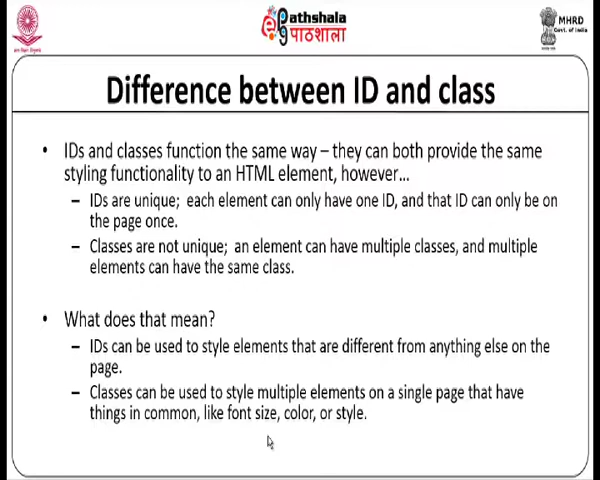 Pathshala
पाठशाला
MHRD
Govt. of India
Difference between ID and class
• IDs and classes function the same way – they can both provide the same
styling functionality to an HTML element, however…
– IDs are unique; each element can only have one ID, and that ID can only be on
the page once.
– Classes are not unique; an element can have multiple classes, and multiple
elements can have the same class.
• What does that mean?
– IDs can be used to style elements that are different from anything else on the
page.
– Classes can be used to style multiple elements on a single page that have
things in common, like font size, color, or style.